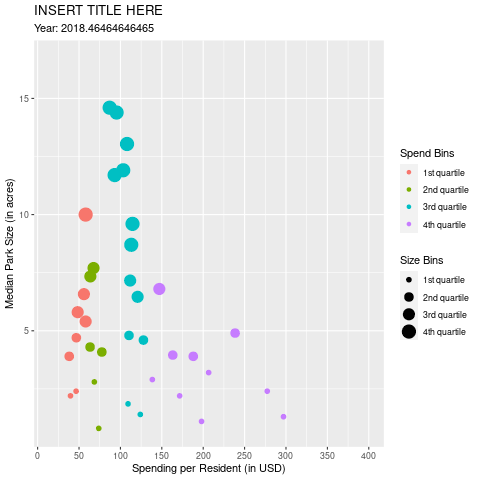 INSERT TITLE HERE
Year: 2018.46464646465
15
10
5
Median Park Size (in acres)
0 50 100 150 200 250 300 350 400
Spending per Resident (in USD)
Spend Bins
1st quartile
2nd quartile
3rd quartile
4th quartile
Size Bins
1st quartile
2nd quartile
3rd quartile
4th quartile